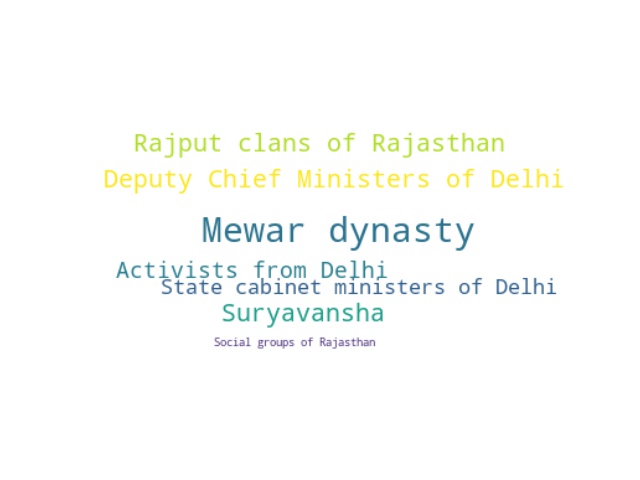 Rajput clans of Rajasthan
Deputy Chief Ministers of Delhi
Mewar dynasty
Activists from Delhi
State cabinet ministers of Delhi
Suryavansha
Social groups of Rajasthan